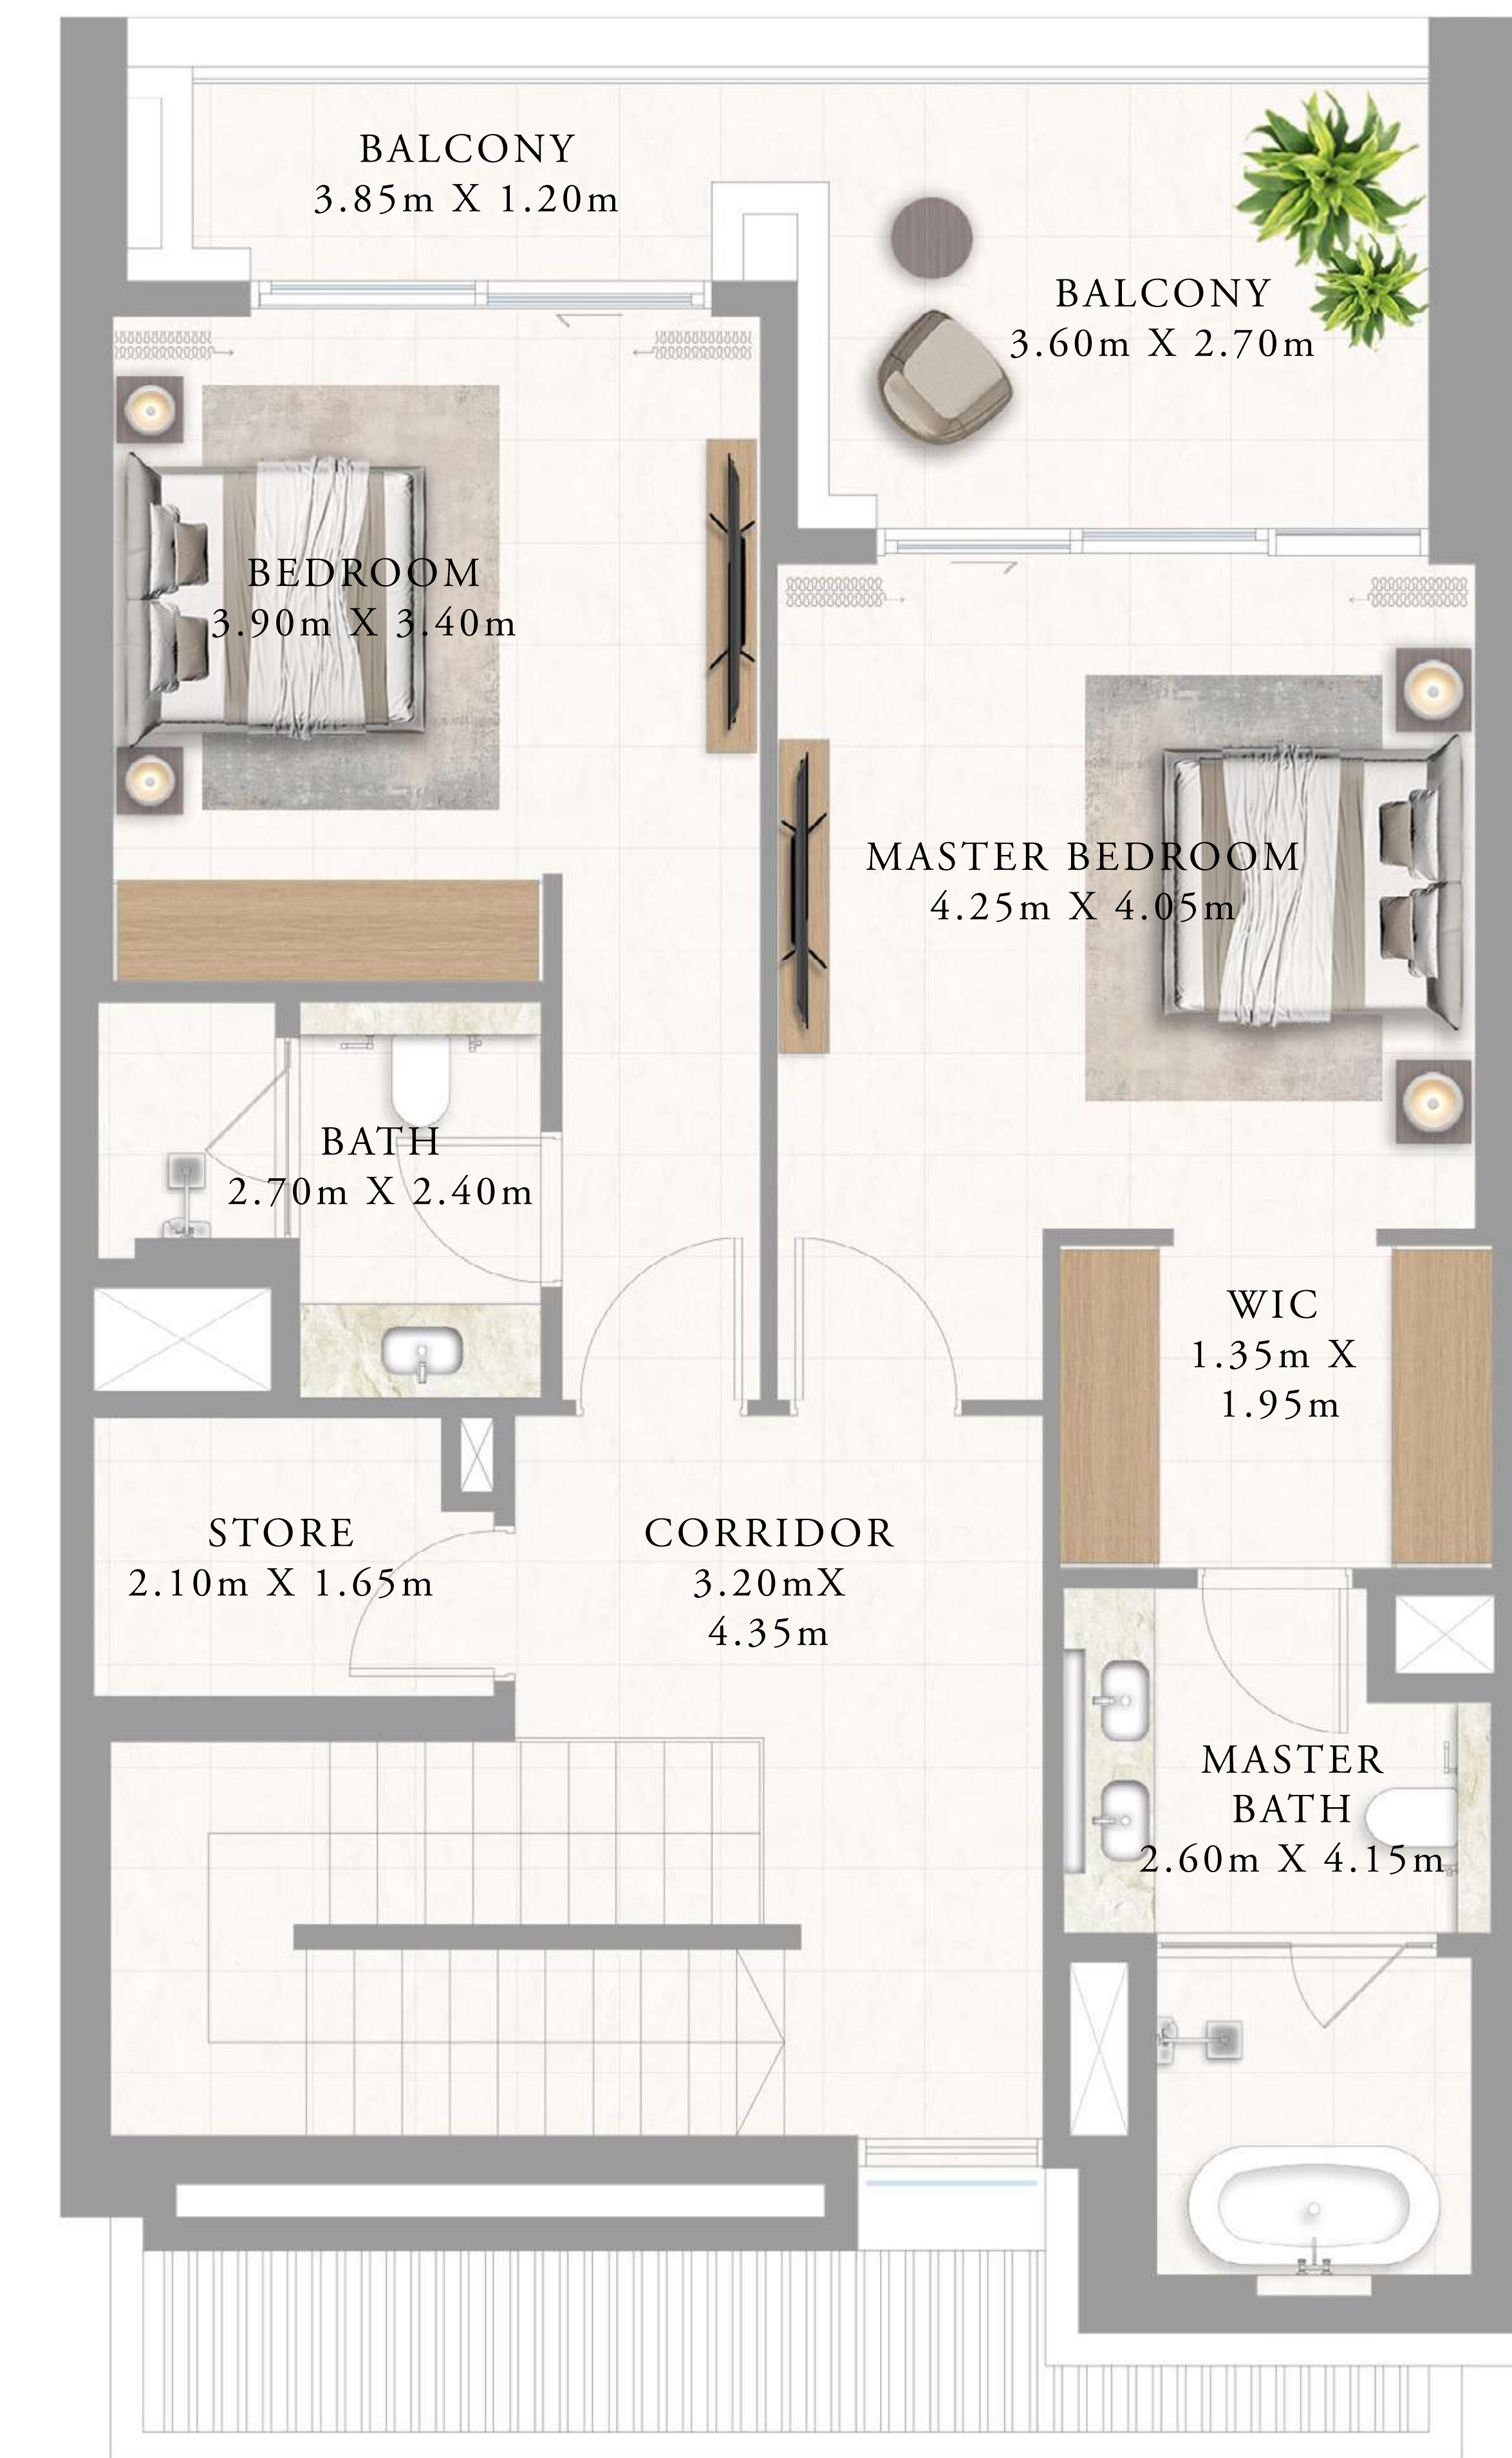 BALCONY
3.85m X 1.20m
BALCONY
3.60m X 2.70m
BEDROOM
3.90m X 3.40m
MASTER BEDROOM
4.25m X 4.05m
BATH
2.70m X 2.40m
WIC
1.35m X
1.95m
STORE
2.10m X 1.65m
CORRIDOR
3.20mX
4.35m
MASTER
BATH
2.60m X 4.15m